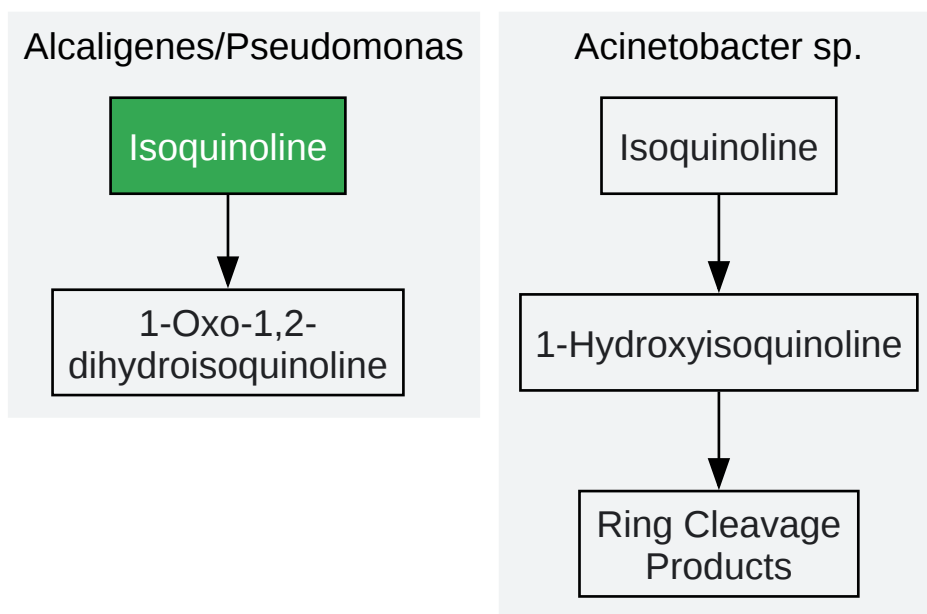 Alcaligenes/Pseudomonas
Isoquinoline
1-Oxo-1,2-
dihydroisoquinoline
Acinetobacter sp.
Isoquinoline
1-Hydroxyisoquinoline
Ring Cleavage
Products